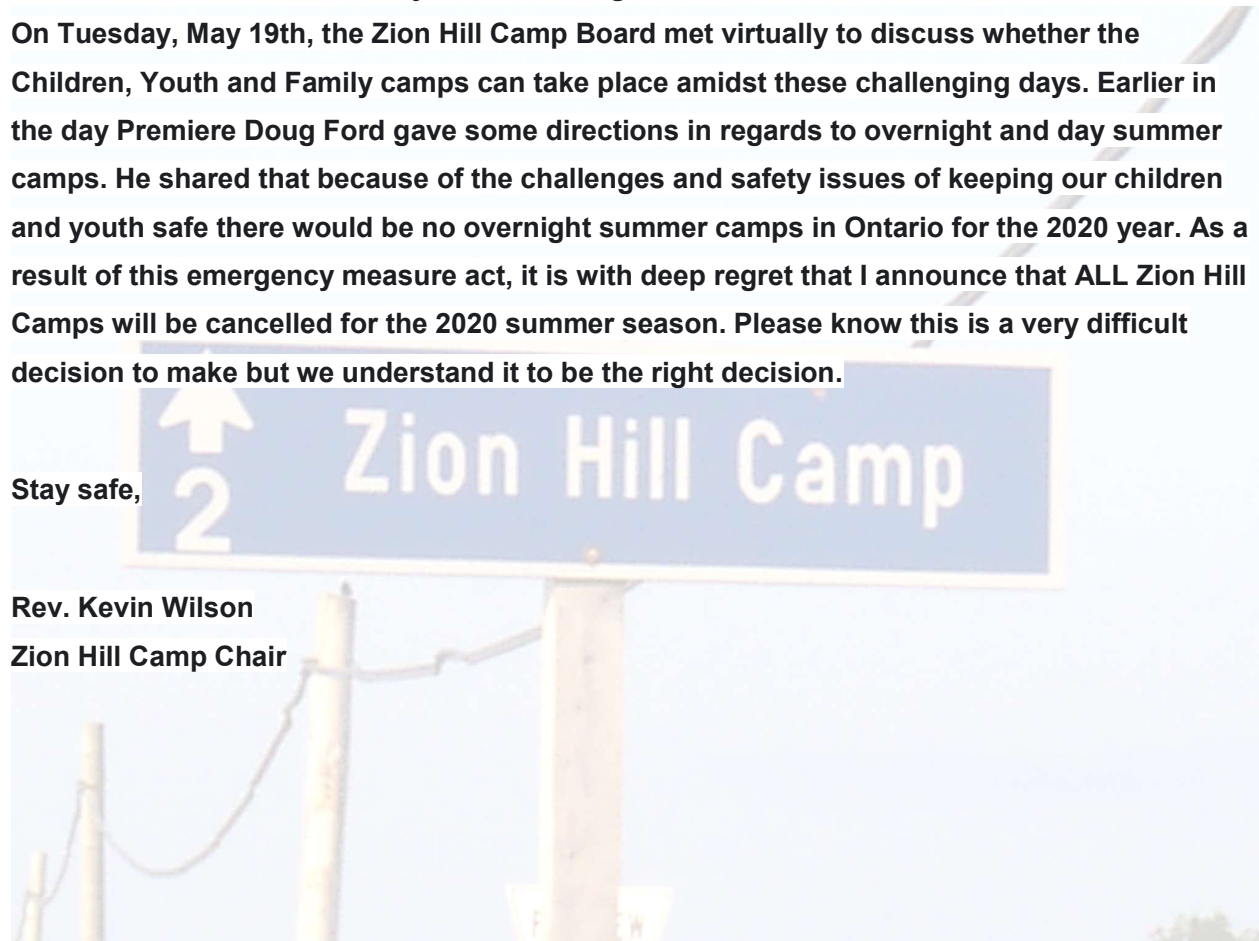 On Tuesday, May 19th, the Zion Hill Camp Board met virtually to discuss whether the
Children, Youth and Family camps can take place amidst these challenging days. Earlier in
the day Premiere Doug Ford gave some directions in regards to overnight and day summer
camps. He shared that because of the challenges and safety issues of keeping our children
and youth safe there would be no overnight summer camps in Ontario for the 2020 year. As a
result of this emergency measure act, it is with deep regret that I announce that ALL Zion Hill
Camps will be cancelled for the 2020 summer season. Please know this is a very difficult
decision to make but we understand it to be the right decision.
Zion Hill Camp
2
Stay safe,
Rev. Kevin Wilson
Zion Hill Camp Chair